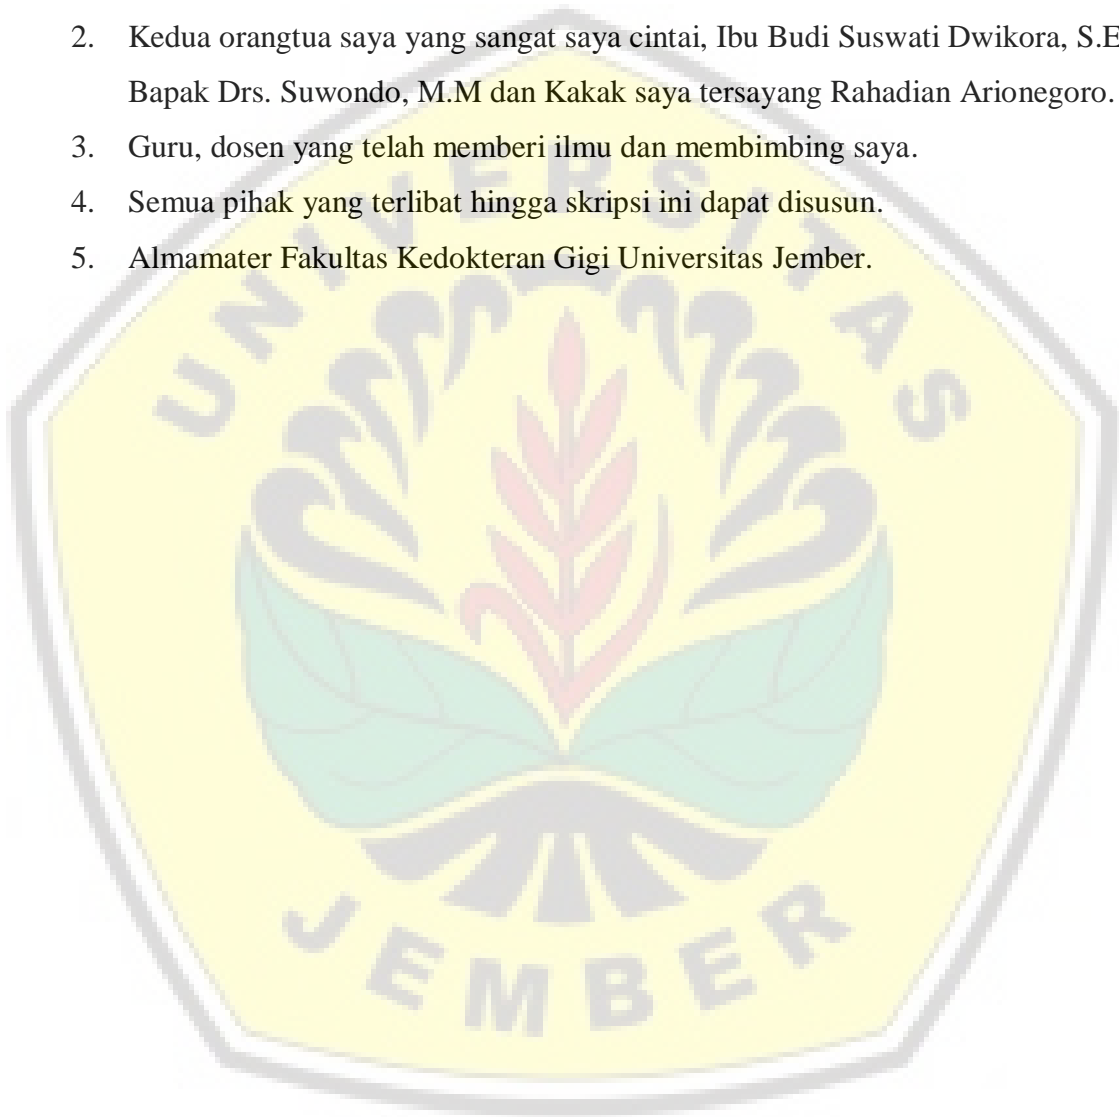 2. Kedua orangtua saya yang sangat saya cintai, Ibu Budi Suswati Dwikora, S.E
Bapak Drs. Suwondo, M.M dan Kakak saya tersayang Rahadian Arionegoro.
3. Guru, dosen yang telah memberi ilmu dan membimbing saya.
4. Semua pihak yang terlibat hingga skripsi ini dapat disusun.
5. Almamater Fakultas Kedokteran Gigi Universitas Jember.
UNIVERSITAS
JEMBER